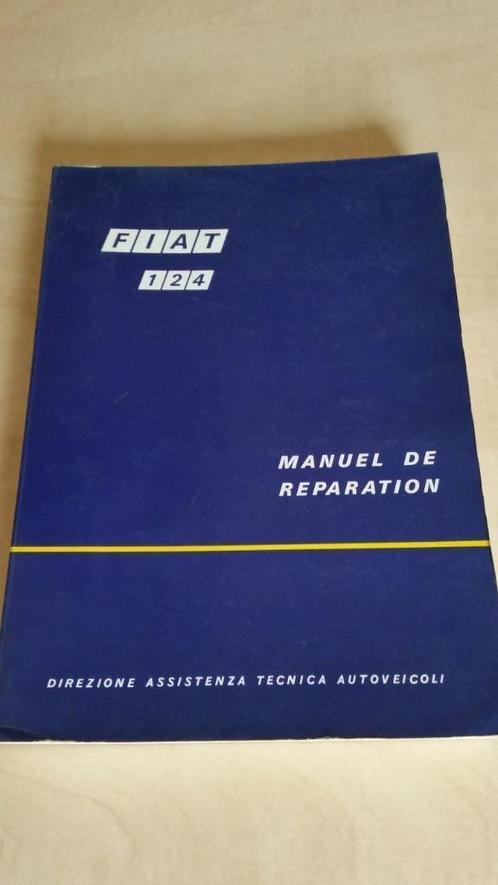 FIAT
124
MANUEL DE
REPARATION
DIREZIONE ASSISTENZA TECNICA AUTOVEICOLI